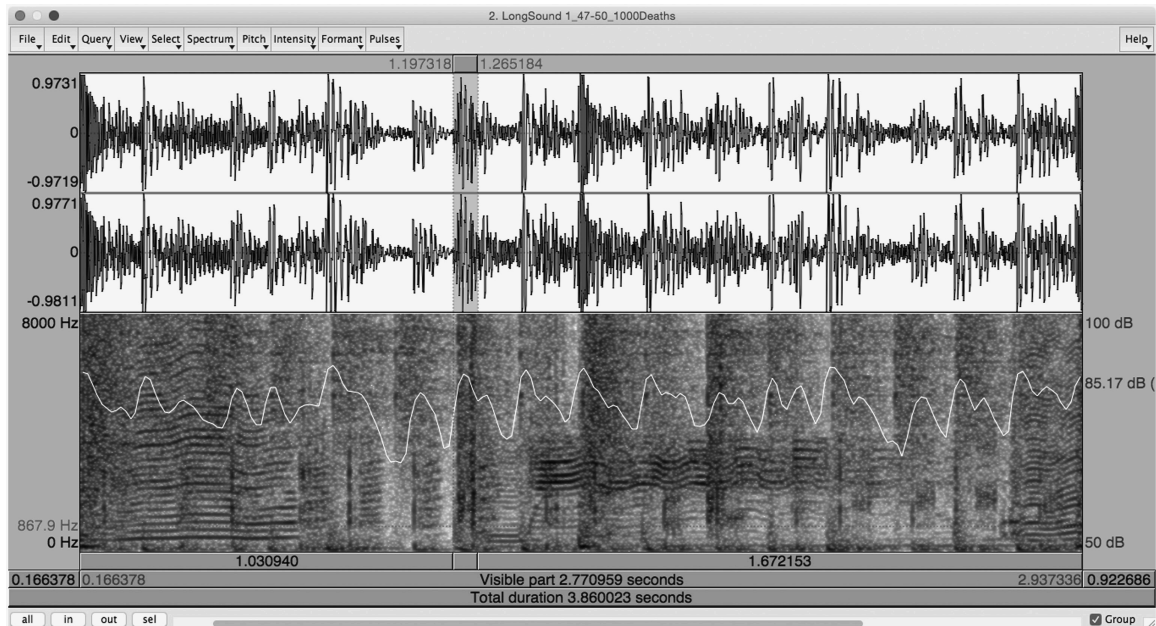 2. LongSound 1_47-50_1000Deaths
File Edit Query View Select Spectrum Pitch Intensity Formant Pulses Help
1.197318 1.265184
0.9731
0
-0.9719
0.9771
0
-0.9811
8000 Hz 100 dB
85.17 dB (
867.9 Hz
0 Hz 50 dB
1.030940 1.672153
0.166378 0.166378 Visible part 2.770959 seconds 2.937336 0.922686
Total duration 3.860023 seconds
all in out sel Group